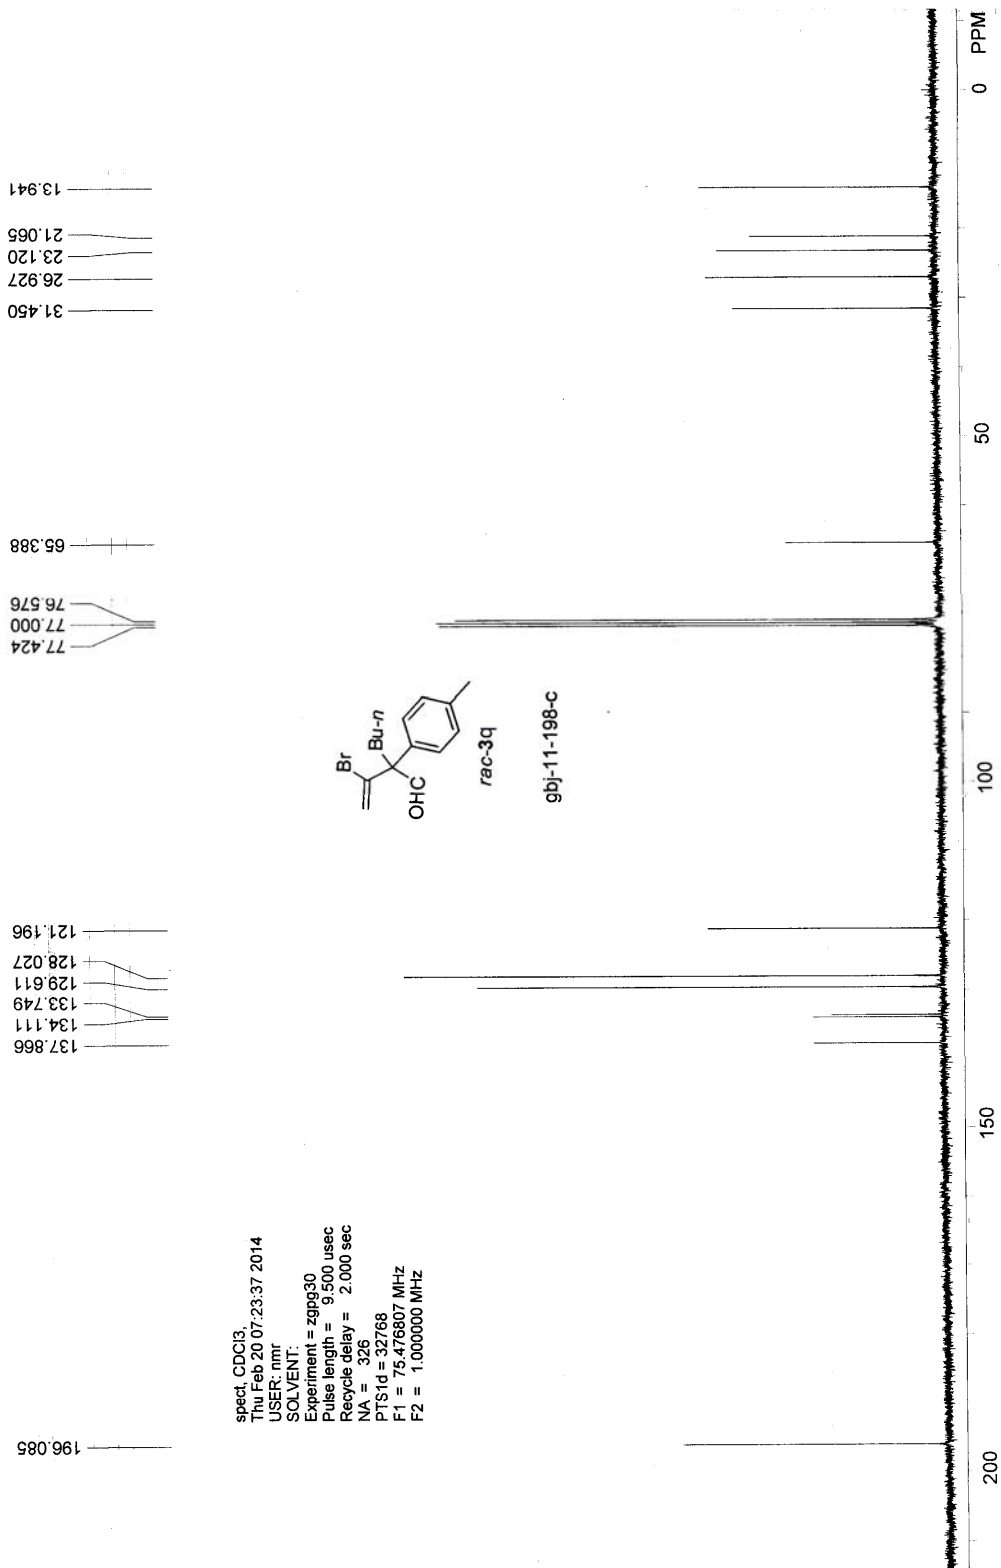 13.941
21.065
23.120
26.927
31.450
65.388
76.576
77.000
77.424
121.196
128.027
129.611
133.749
134.111
137.866
196.085
Br
Bu-n
OHC
rac-3q
gbj-11-198-c
spect, CDCl3,
Thu Feb 20 07:23:37 2014
USER: nmr
SOLVENT:
Experiment = zgpg30
Pulse length = 9.500 usec
Recycle delay = 2.000 sec
NA = 326
PTS1d = 32768
F1 = 75.476807 MHz
F2 = 1.000000 MHz
200
150
100
50
0
PPM